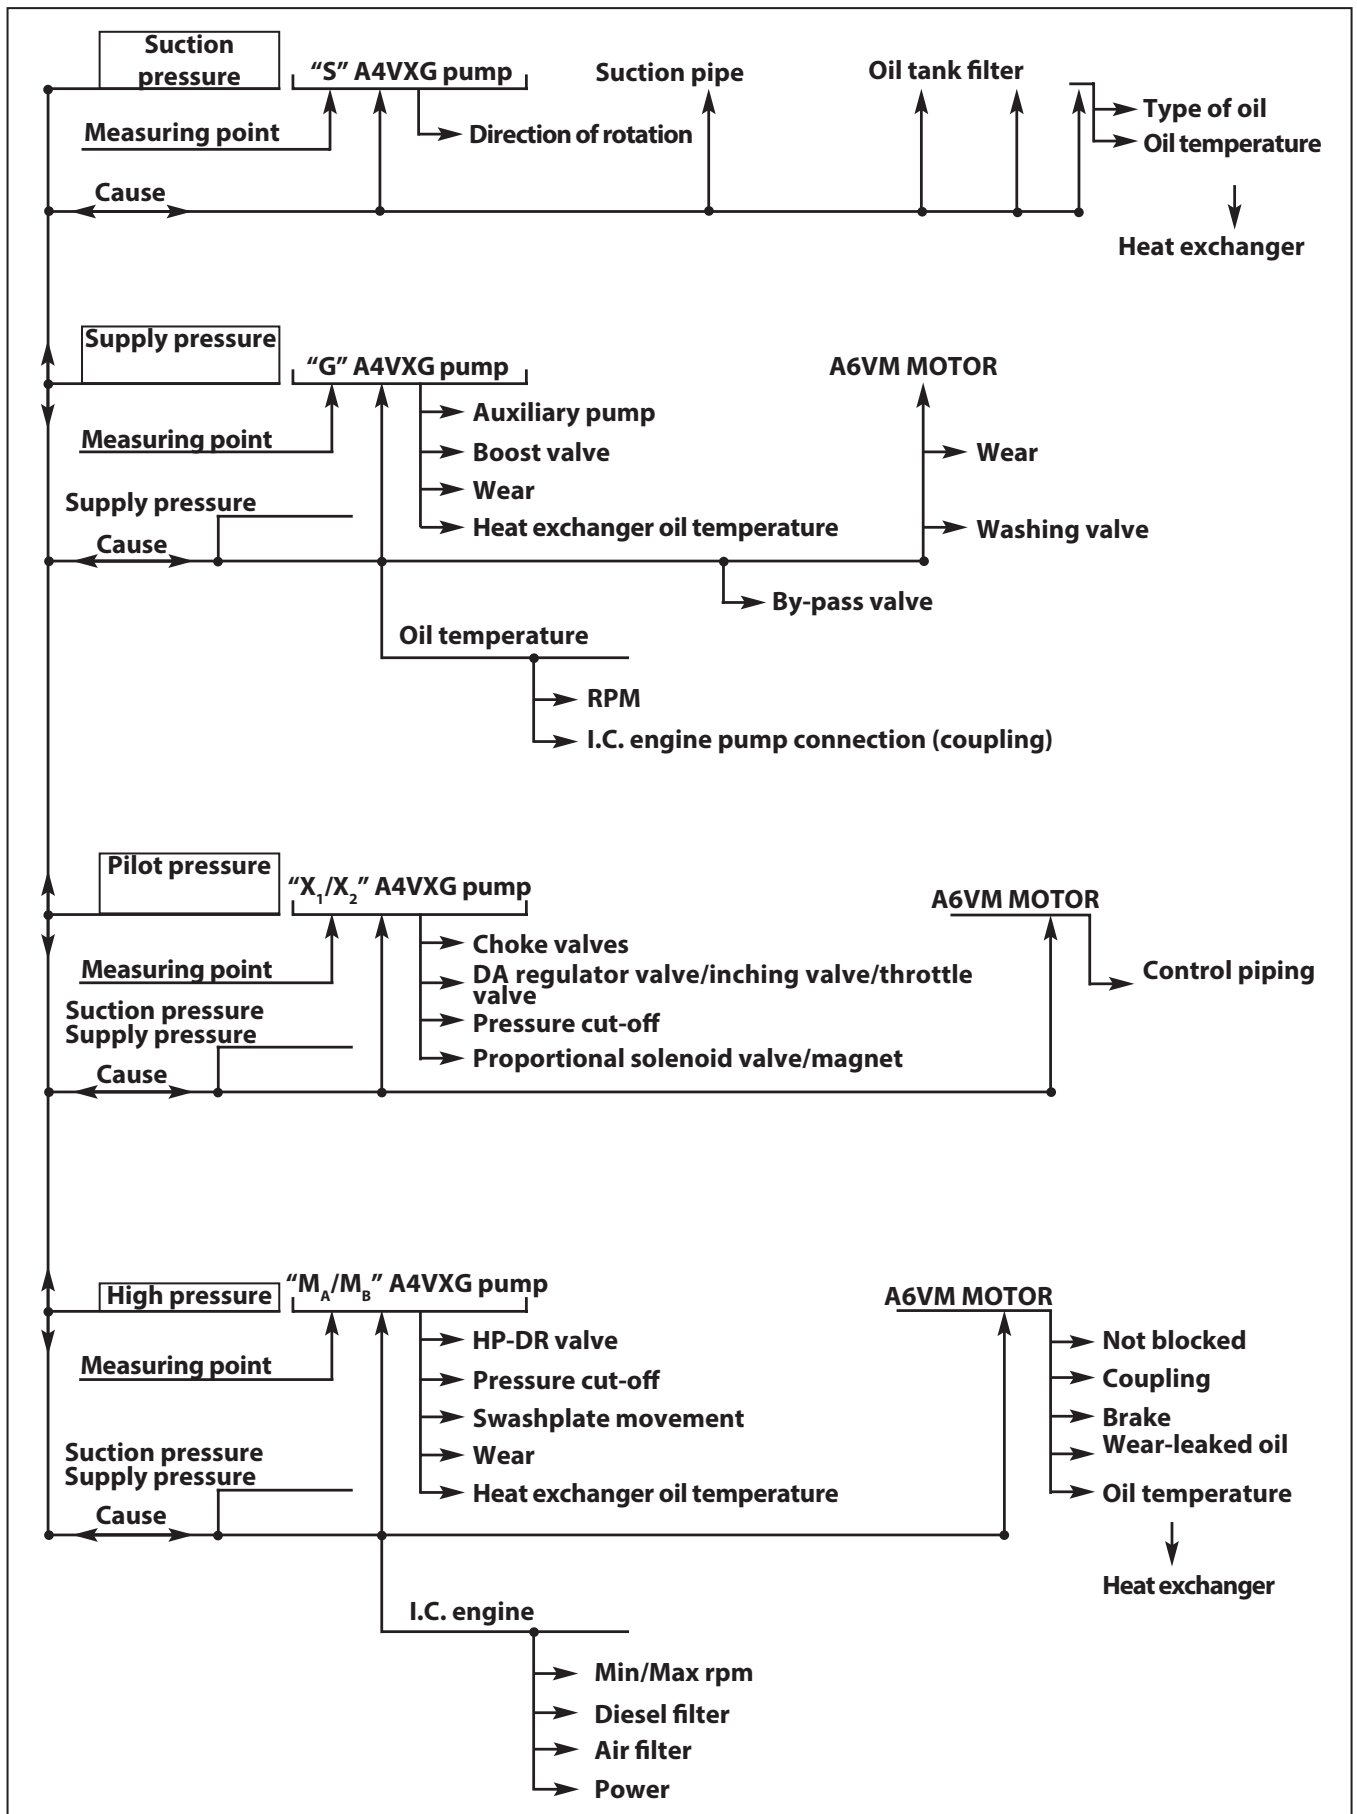 Suction
pressure
“S” A4VXG pump
Suction pipe
Oil tank filter
Type of oil
Measuring point
Direction of rotation
Oil temperature
Cause
Heat exchanger
Supply pressure
“G” A4VXG pump
A6VM MOTOR
Auxiliary pump
Measuring point
Boost valve
Wear
Wear
Supply pressure
Heat exchanger oil temperature
Washing valve
Cause
By-pass valve
Oil temperature
RPM
I.C. engine pump connection (coupling)
Pilot pressure
“X1/X2” A4VXG pump
A6VM MOTOR
Choke valves
Measuring point
DA regulator valve/inching valve/throttle
valve
Control piping
Suction pressure
Supply pressure
Pressure cut-off
Proportional solenoid valve/magnet
Cause
High pressure
“MA/MB” A4VXG pump
A6VM MOTOR
HP-DR valve
Not blocked
Measuring point
Pressure cut-off
Coupling
Swashplate movement
Brake
Suction pressure
Supply pressure
Wear
Wear-leaked oil
Heat exchanger oil temperature
Oil temperature
Cause
Heat exchanger
I.C. engine
Min/Max rpm
Diesel filter
Air filter
Power